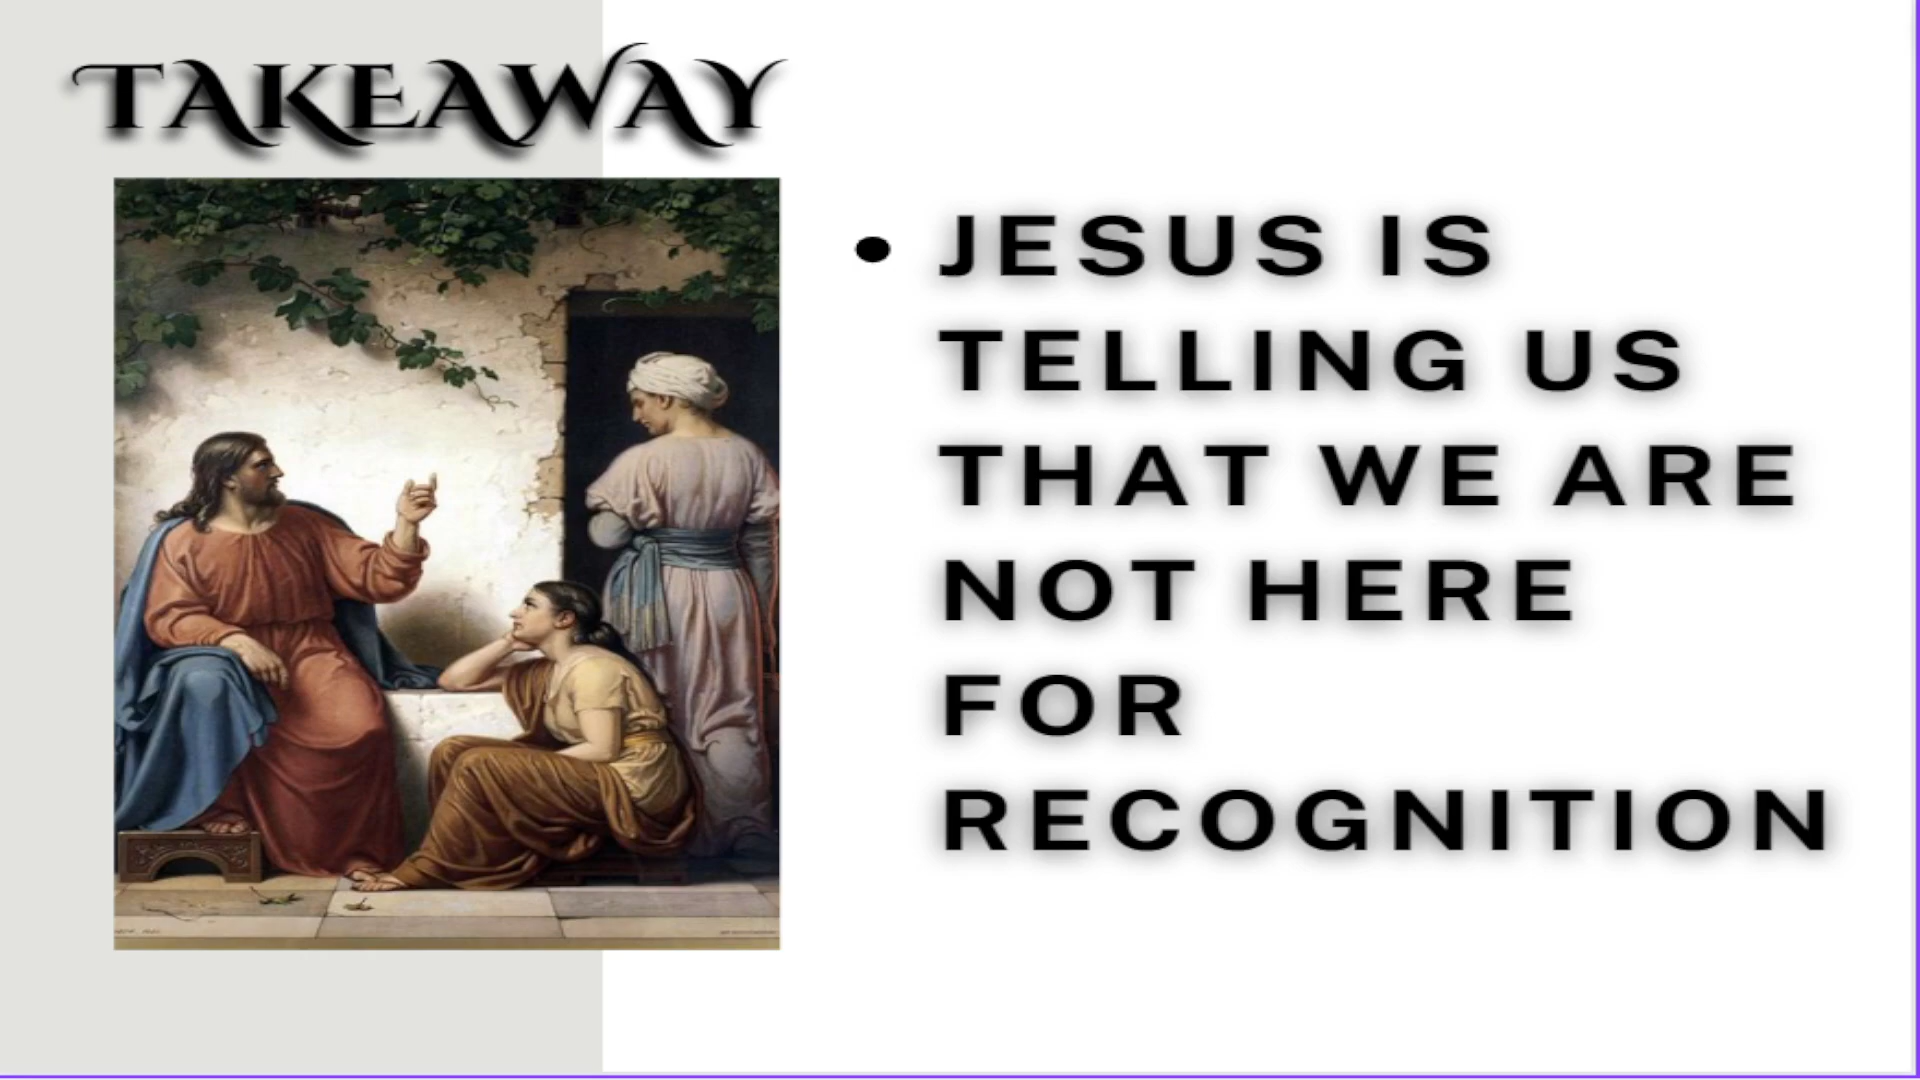 TAKEAWAY
• JESUS IS
TELLING US
THAT WE ARE
NOT HERE
FOR
RECOGNITION